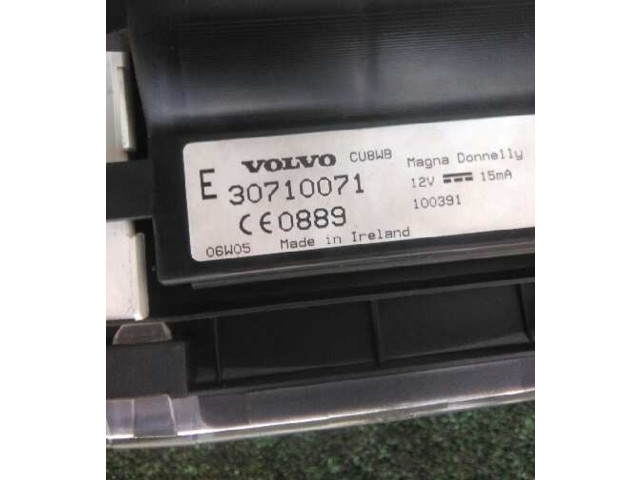 VOLVO CU8WB Magna Donnelly
E 30710071 12V 15mA
CE0889 100391
06W05 Made in Ireland